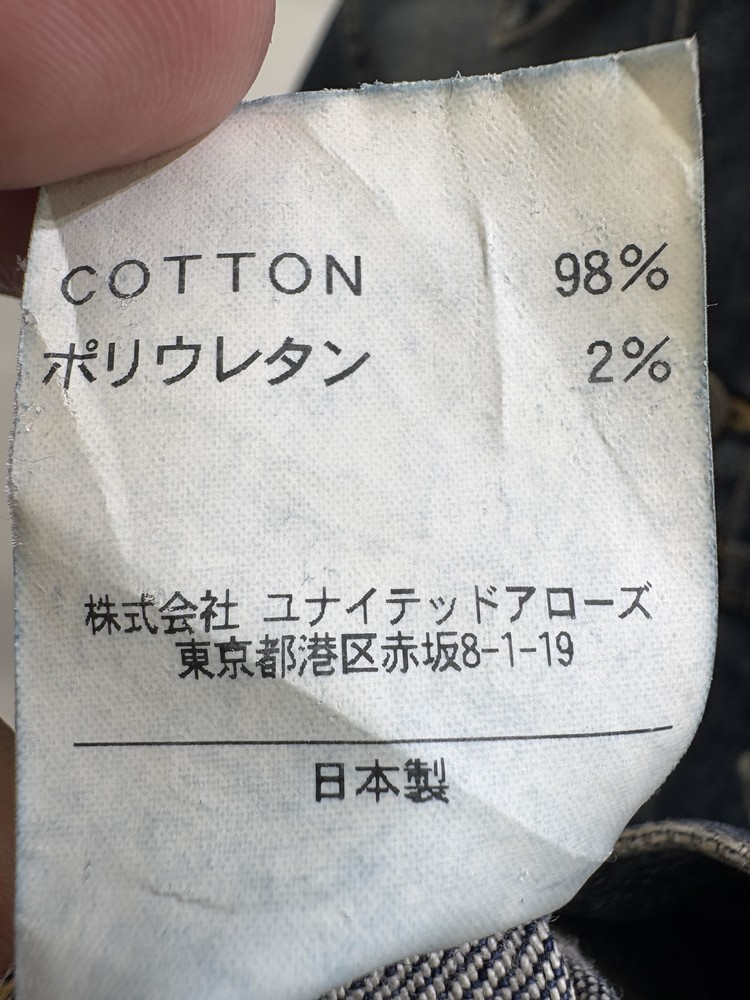 COTTON 98%
ポリウレタン 2%
株式会社 ユナイテッドアローズ
東京都港区赤坂8-1-19
日本製